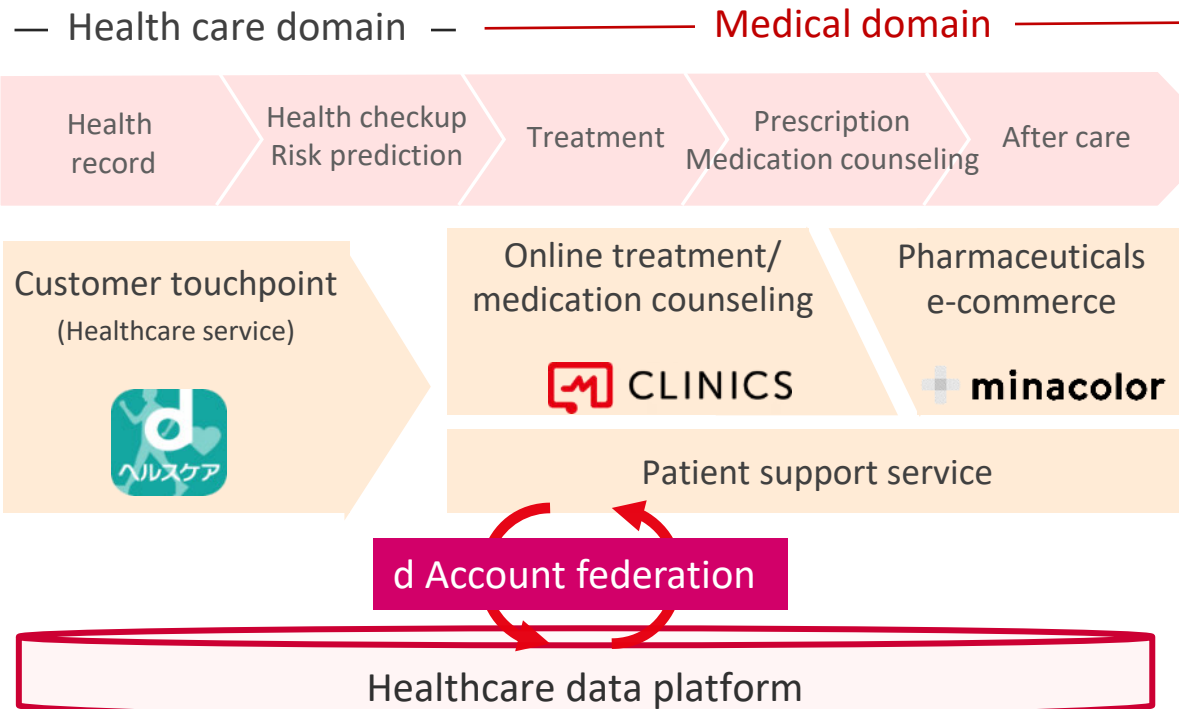 Health care domain
Medical domain
Health
record
Health checkup
Risk prediction
Treatment
Prescription
Medication counseling
After care
Customer touchpoint
(Healthcare service)
d
ヘルスケア
Online treatment/
medication counseling
CLINICS
Pharmaceuticals
e-commerce
minacolor
Patient support service
d Account federation
Healthcare data platform